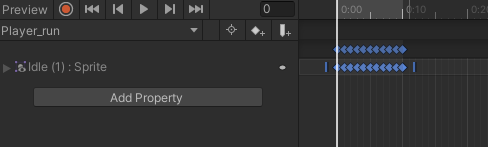 Preview 0 0:00 0:10
Player_run
Idle (1) : Sprite
Add Property